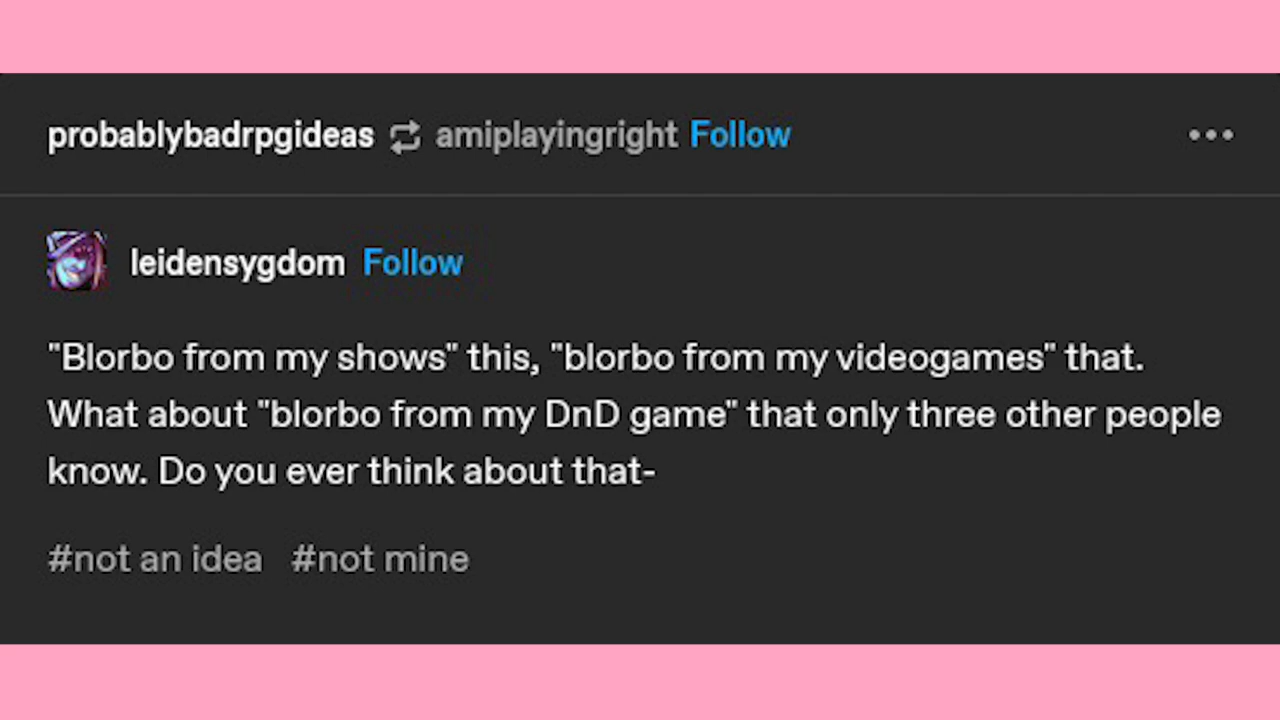 probablybadrpgideas amiplayingright Follow
leidensygdom Follow
"Blorbo from my shows" this, "blorbo from my videogames" that.
What about "blorbo from my DnD game" that only three other people
know. Do you ever think about that-
#not an idea #not mine